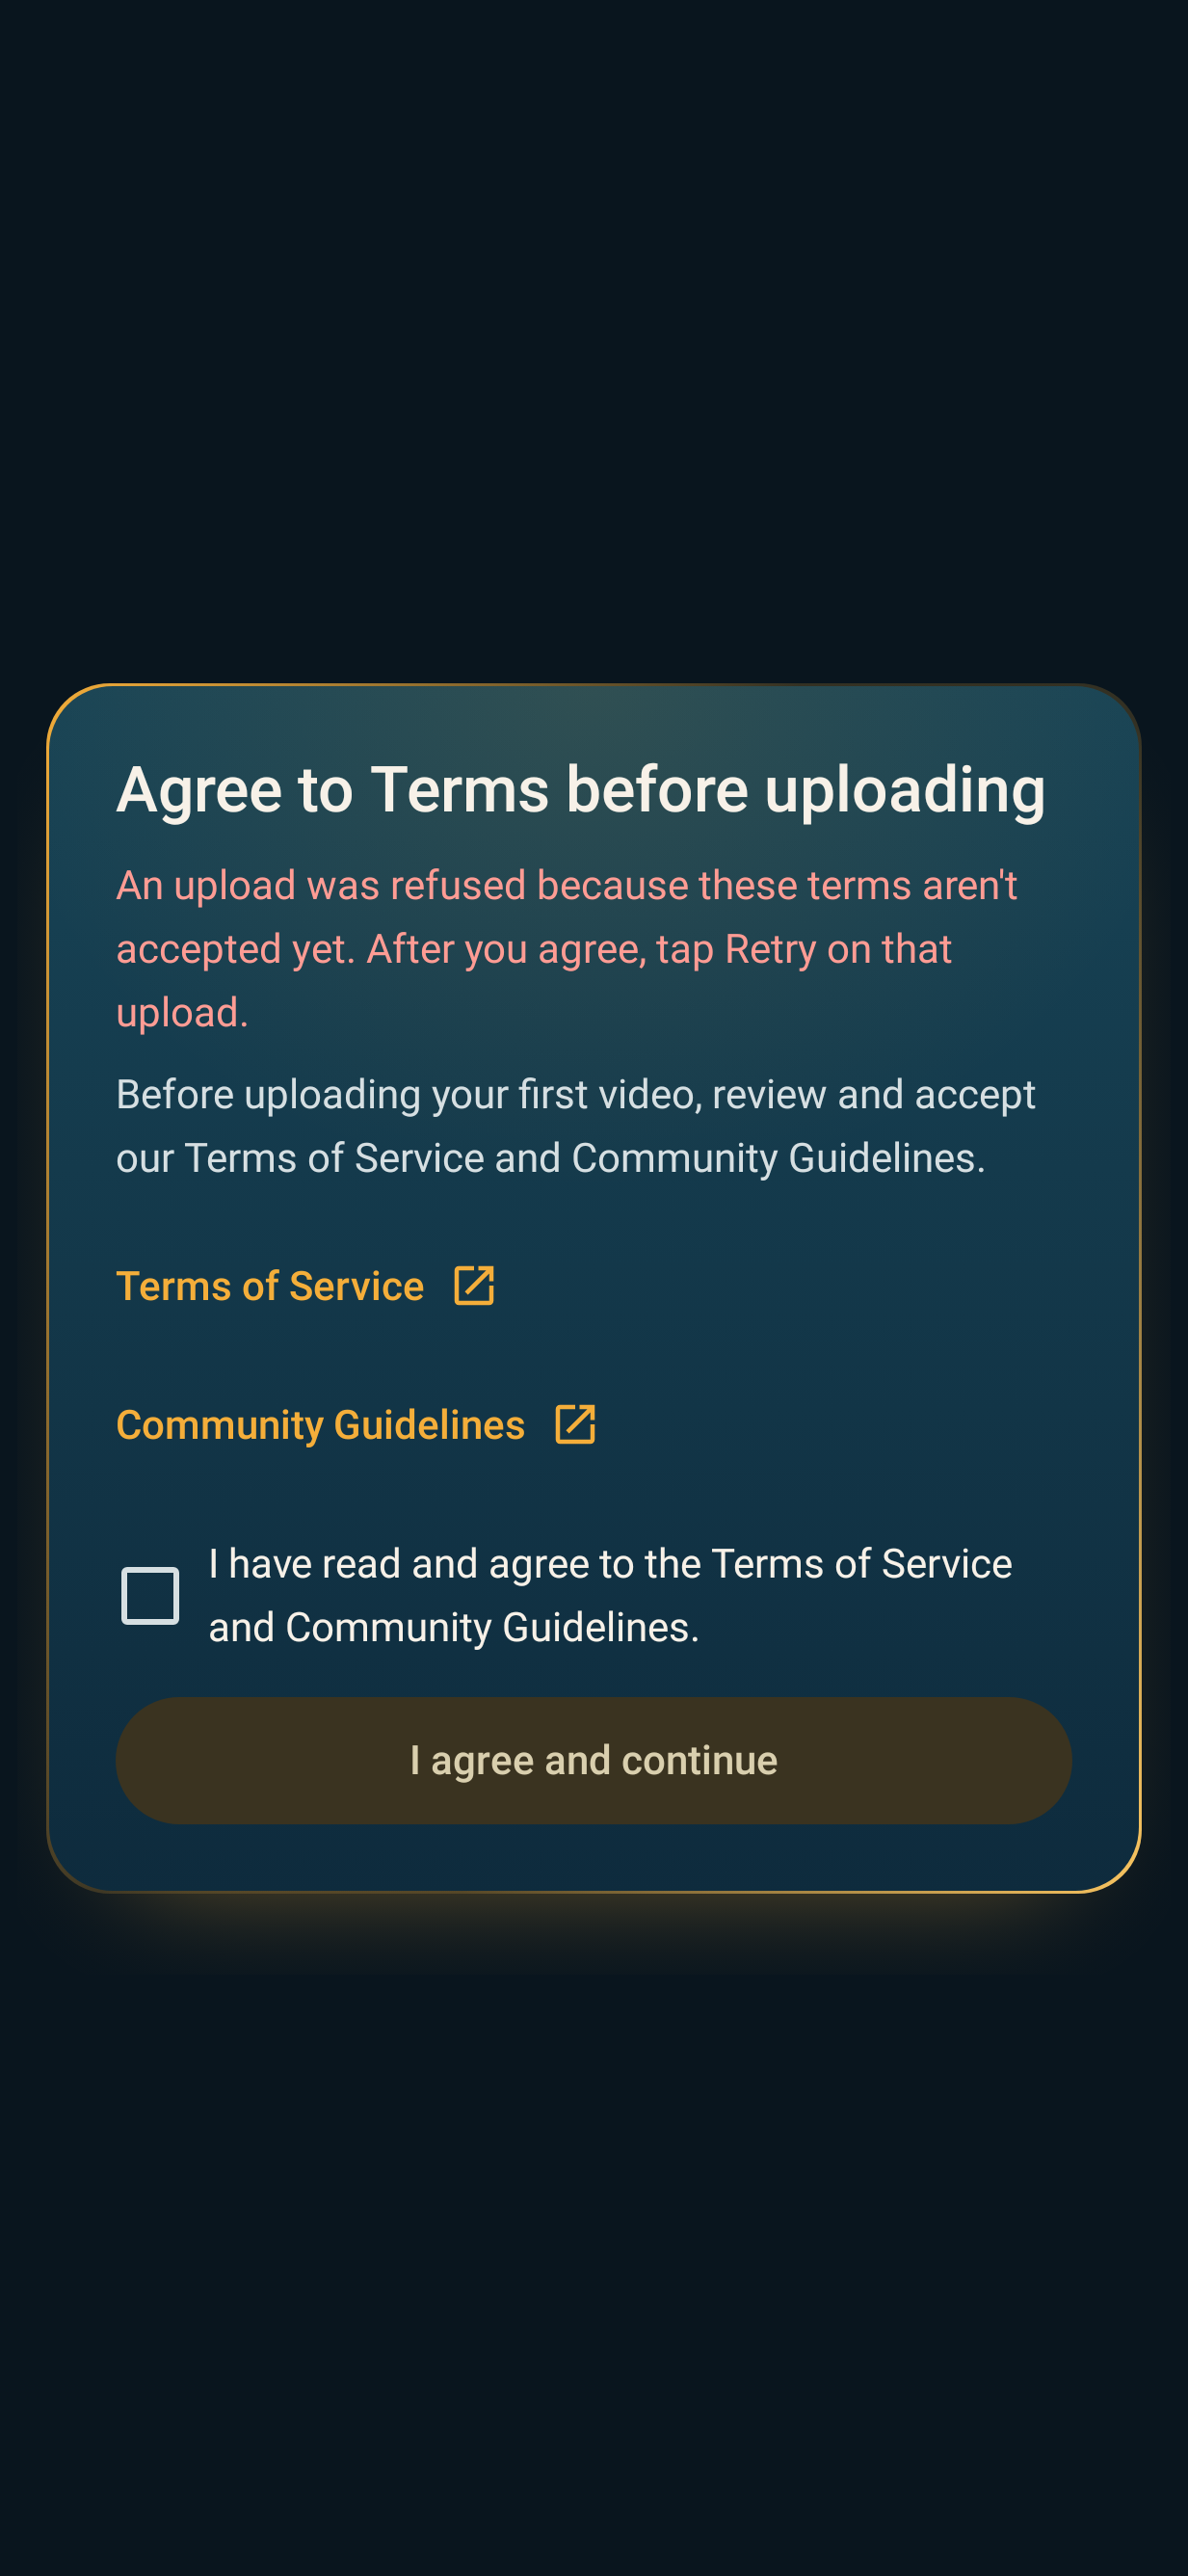 Agree to Terms before uploading
An upload was refused because these terms aren't
accepted yet. After you agree, tap Retry on that
upload.
Before uploading your first video, review and accept
our Terms of Service and Community Guidelines.
Terms of Service
Community Guidelines
I have read and agree to the Terms of Service
and Community Guidelines.
I agree and continue